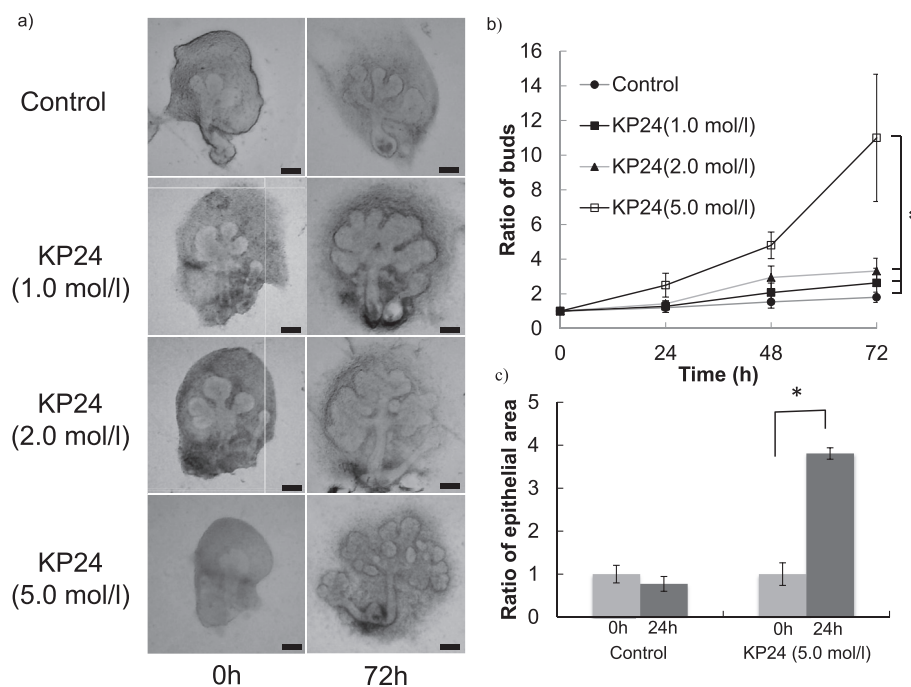 a)
Control
KP24
(1.0 mol/l)
KP24
(2.0 mol/l)
KP24
(5.0 mol/l)
0h
72h
b)
Ratio of buds
16
14
12
10
8
6
4
2
0
Control
KP24(1.0 mol/l)
KP24(2.0 mol/l)
KP24(5.0 mol/l)
0
24
48
72
Time (h)
c)
Ratio of epithelial area
5
4
3
2
1
0
*
0h
24h
0h
24h
Control
KP24 (5.0 mol/l)